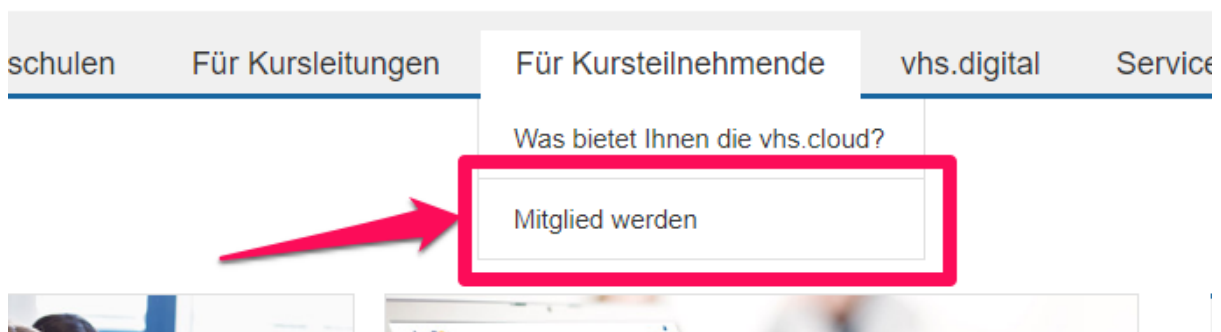 schulen Für Kursleitungen Für Kursteilnehmende vhs.digital Service
Was bietet Ihnen die vhs.cloud?
Mitglied werden